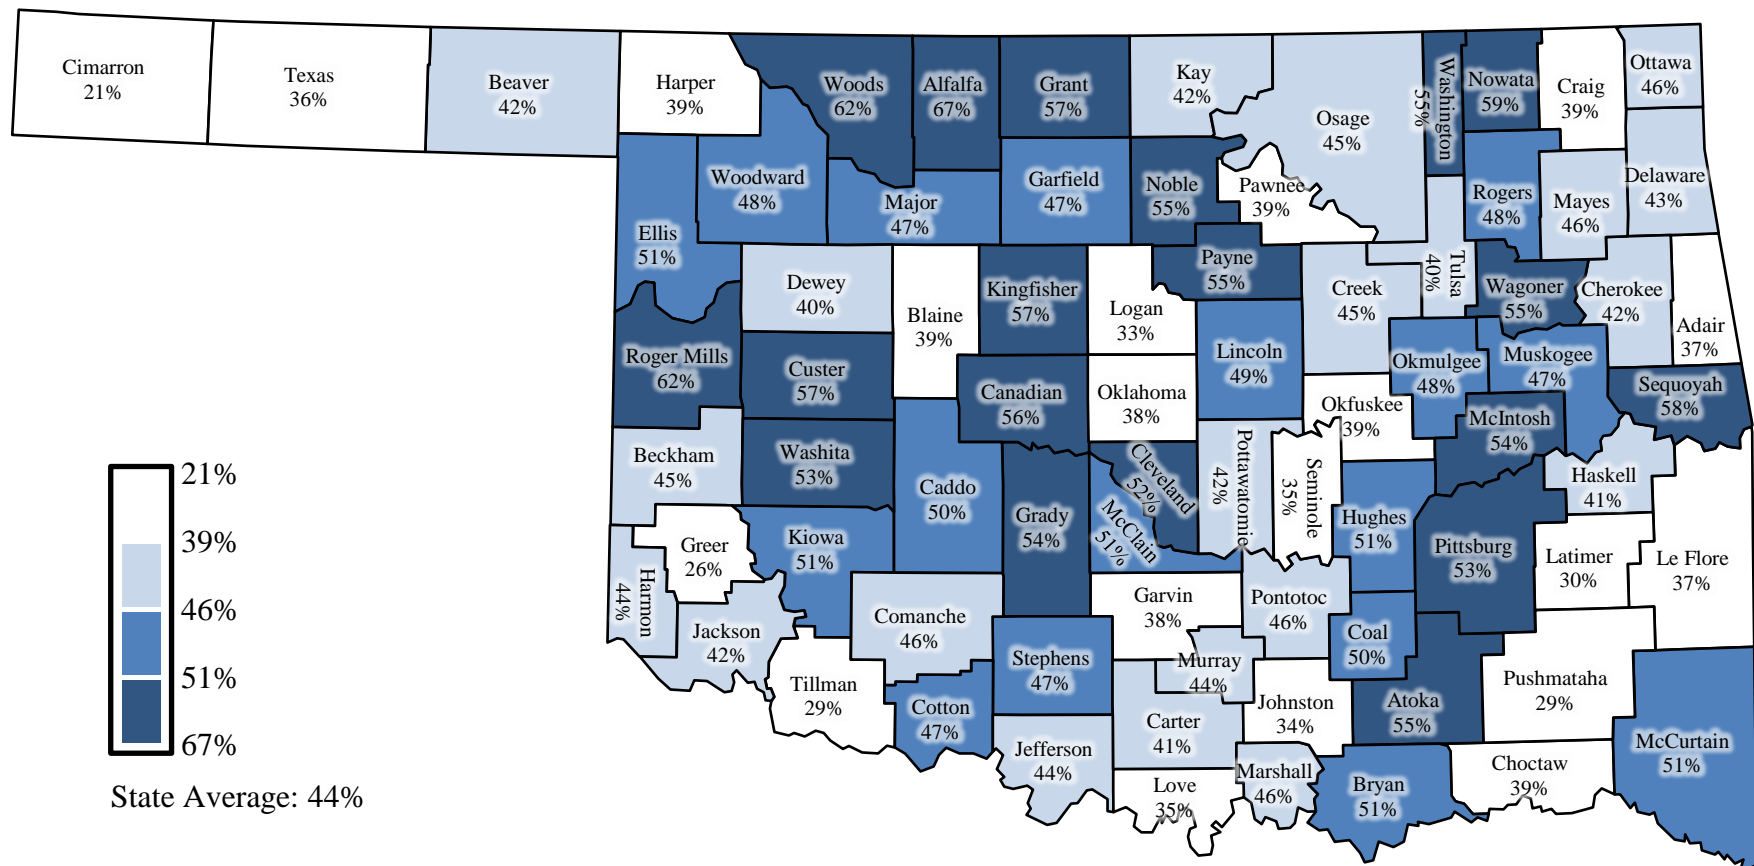 Cimarron
21%
Texas
36%
Beaver
42%
Harper
39%
Woods
62%
Alfalfa
67%
Grant
57%
Kay
42%
Osage
45%
Washington
55%
Nowata
59%
Craig
39%
Ottawa
46%
Woodward
48%
Major
47%
Garfield
47%
Noble
55%
Pawnee
39%
Rogers
48%
Mayes
46%
Delaware
43%
Ellis
51%
Dewey
40%
Blaine
39%
Kingfisher
57%
Logan
33%
Payne
55%
Creek
45%
Tulsa
40%
Wagoner
55%
Cherokee
42%
Adair
37%
Roger Mills
62%
Custer
57%
Canadian
56%
Oklahoma
38%
Lincoln
49%
Okfuskee
39%
Okmulgee
48%
Muskogee
47%
McIntosh
54%
Sequoyah
58%
Beckham
45%
Washita
53%
Caddo
50%
Grady
54%
Cleveland
52%
McClain
51%
Pottawatomie
42%
Seminole
35%
Hughes
51%
Pittsburg
53%
Haskell
41%
Latimer
30%
Le Flore
37%
Harmon
44%
Greer
26%
Kiowa
51%
Jackson
42%
Comanche
46%
Tillman
29%
Cotton
47%
Stephens
47%
Garvin
38%
Murray
44%
Pontotoc
46%
Coal
50%
Johnston
34%
Atoka
55%
Pushmataha
29%
McCurtain
51%
Jefferson
44%
Carter
41%
Love
35%
Marshall
46%
Bryan
51%
Choctaw
39%
21%
39%
46%
51%
67%
State Average: 44%